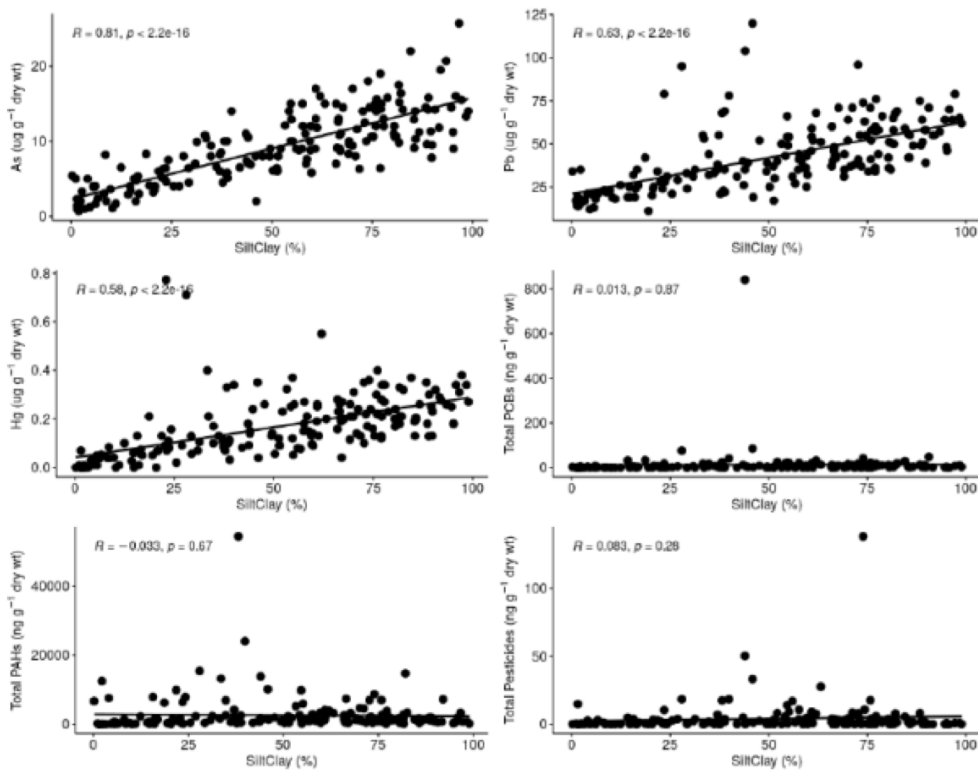 R = 0.81, p < 2.2e-16
As (ug g⁻¹ dry wt)
20
10
0
0 25 50 75 100
SiltClay (%)
R = 0.63, p < 2.2e-16
Pb (ug g⁻¹ dry wt)
125
100
75
50
25
0 25 50 75 100
SiltClay (%)
R = 0.58, p < 2.2e-16
Hg (ug g⁻¹ dry wt)
0.8
0.6
0.4
0.2
0.0
0 25 50 75 100
SiltClay (%)
R = 0.013, p = 0.87
Total PCBs (ng g⁻¹ dry wt)
800
600
400
200
0
0 25 50 75 100
SiltClay (%)
R = −0.033, p = 0.67
Total PAHs (ng g⁻¹ dry wt)
40000
20000
0
0 25 50 75 100
SiltClay (%)
R = 0.083, p = 0.28
Total Pesticides (ng g⁻¹ dry wt)
100
50
0
0 25 50 75 100
SiltClay (%)